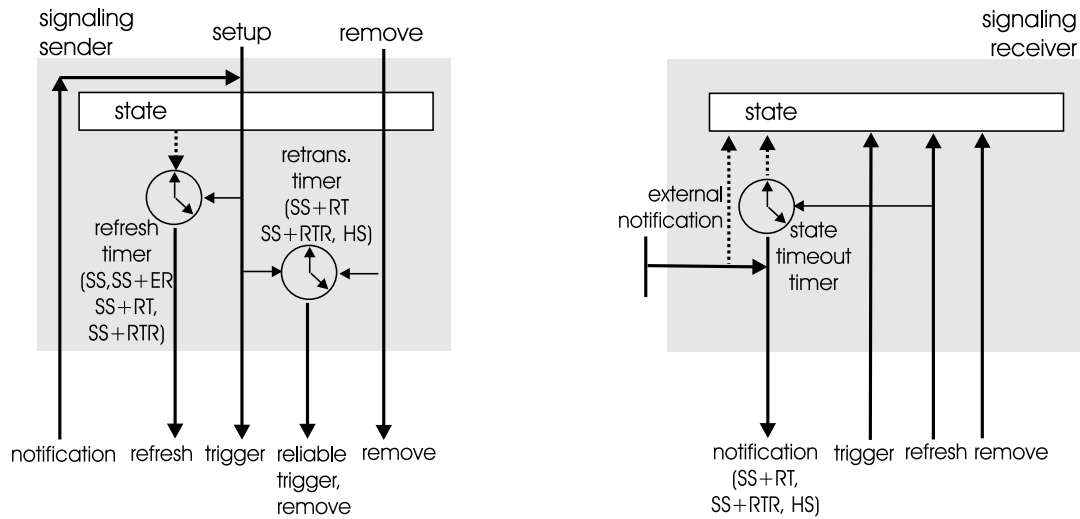 signaling
sender
setup
remove
state
retrans.
timer
(SS+RT
SS+RTR, HS)
refresh
timer
(SS,SS+ER
SS+RT,
SS+RTR)
notification
refresh
trigger
reliable
trigger,
remove
remove
signaling
receiver
state
external
notification
state
timeout
timer
notification
(SS+RT,
SS+RTR, HS)
trigger
refresh
remove